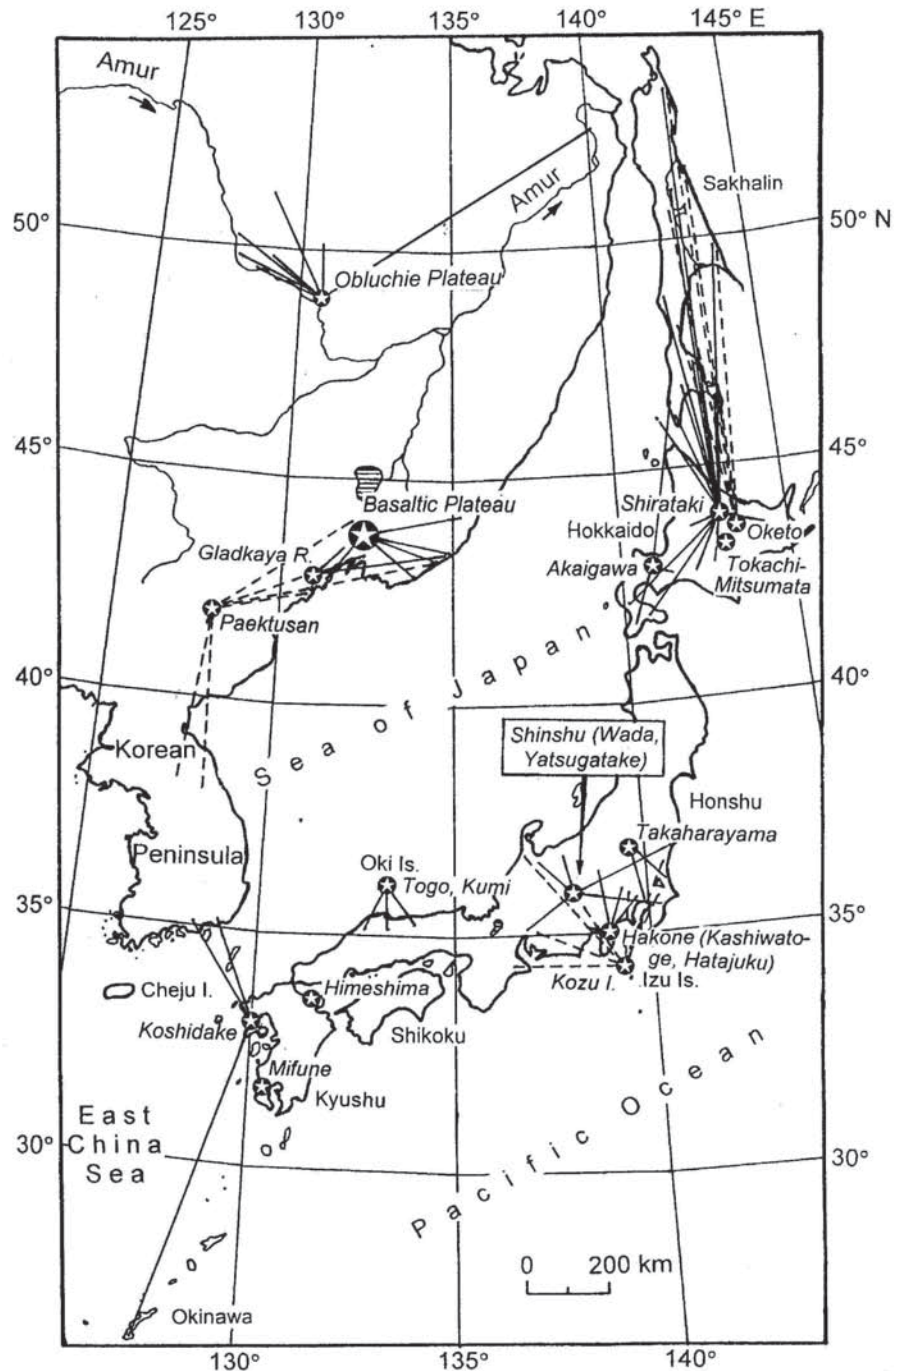 125° 130° 140° 145° E
Amur
Sakhalin
Amur
50° 50° N
Obluchie Plateau
45° 45°
Basaltic Plateau
Shirataki
Hokkaido
Oketo
Gladkaya R.
Akaigawa
Tokachi-
Mitsumata
Paektusan
40° 40°
Sea of Japan
Shinshu (Wada,
Yatsugatake)
Korean
Peninsula
Honshu
Takaharayama
Oki Is.
Togo, Kumi
35° 35°
Hakone (Kashiwato-
ge, Hatajuku)
Kozu I.
Izu Is.
Cheju I.
Himeshima
Koshidake
Shikoku
Mifune
Kyushu
East
China
Sea
Pacific Ocean
30° 30°
0 200 km
Okinawa
130° 135° 140°